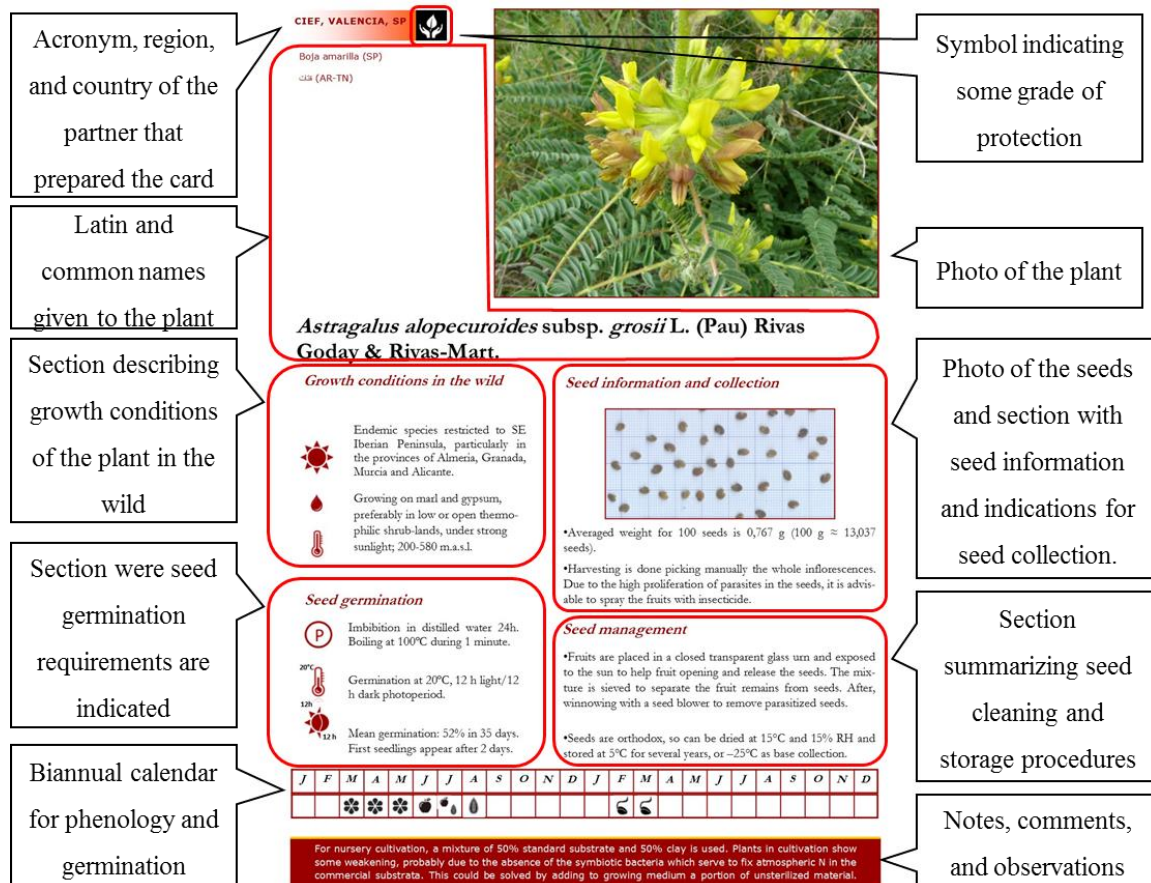 Acronym, region,
and country of the
partner that
prepared the card
Latin and
common names
given to the plant
Section describing
growth conditions
of the plant in the
wild
Section were seed
germination
requirements are
indicated
Biannual calendar
for phenology and
germination
CIEF, VALENCIA, SP
Boja amarilla (SP)
فتات (AR-TN)
Astragalus alopecuroides subsp. grosii L. (Pau) Rivas
Goday & Rivas-Mart.
Growth conditions in the wild
Endemic species restricted to SE
Iberian Peninsula, particularly in
the provinces of Almeria, Granada,
Murcia and Alicante.
Growing on marl and gypsum,
preferably in low or open thermo-
philic shrub-lands, under strong
sunlight; 200-580 m.a.s.l.
Seed germination
P
Imbibition in distilled water 24h.
Boiling at 100°C during 1 minute.
20°C
Germination at 20°C, 12 h light/12
h dark photoperiod.
12h
12 h
Mean germination: 52% in 35 days.
First seedlings appear after 2 days.
Seed information and collection
•Averaged weight for 100 seeds is 0,767 g (100 g ≈ 13,037
seeds).
•Harvesting is done picking manually the whole inflorescences.
Due to the high proliferation of parasites in the seeds, it is advis-
able to spray the fruits with insecticide.
Seed management
•Fruits are placed in a closed transparent glass urn and exposed
to the sun to help fruit opening and release the seeds. The mix-
ture is sieved to separate the fruit remains from seeds. After,
winnowing with a seed blower to remove parasitized seeds.
•Seeds are orthodox, so can be dried at 15°C and 15% RH and
stored at 5°C for several years, or –25°C as base collection.
J F M A M J J A S O N D J F M A M J J A S O N D
For nursery cultivation, a mixture of 50% standard substrate and 50% clay is used. Plants in cultivation show
some weakening, probably due to the absence of the symbiotic bacteria which serve to fix atmospheric N in the
commercial substrata. This could be solved by adding to growing medium a portion of unsterilized material.
Symbol indicating
some grade of
protection
Photo of the plant
Photo of the seeds
and section with
seed information
and indications for
seed collection.
Section
summarizing seed
cleaning and
storage procedures
Notes, comments,
and observations